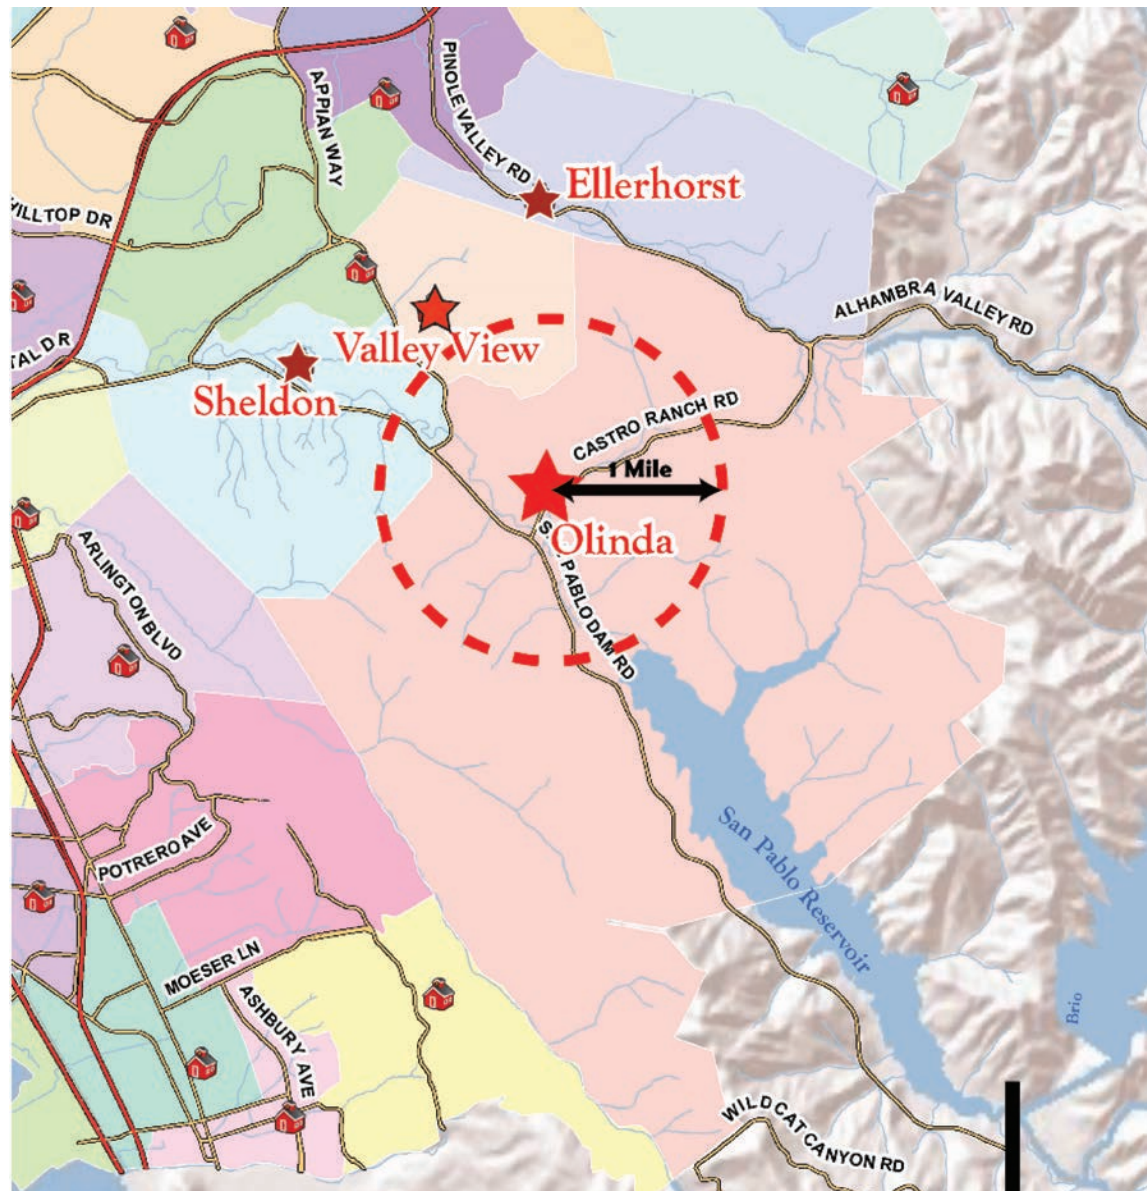 APPIAN WAY
PINOLE VALLEY RD
Ellerhorst
HILLTOP DR
ALHAMBRA VALLEY RD
Valley View
TAL DR
Sheldon
CASTRO RANCH RD
1 Mile
Olinda
PABLO DAM RD
ARLINGTON BLVD
POTRERO AVE
San Pablo Reservoir
MOESER LN
ASHBURY AVE
Brio
WILDCAT CANYON RD